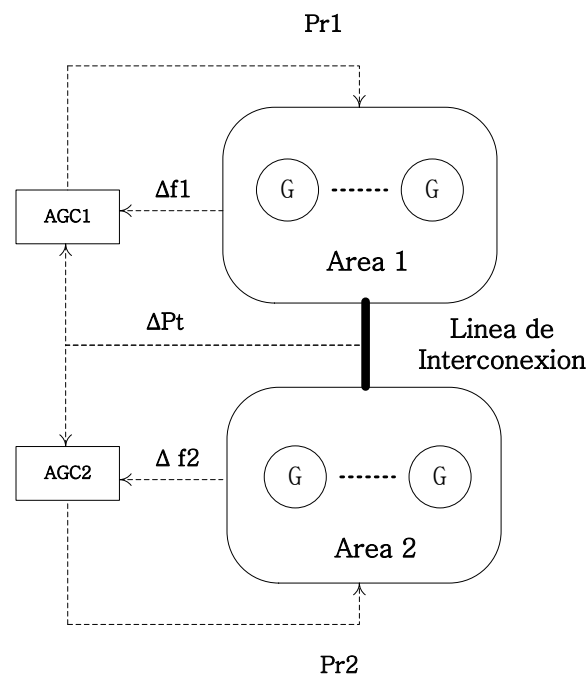 Pr1
Δf1
G
G
AGC1
Area 1
ΔPt
Linea de
Interconexion
AGC2
Δ f2
G
G
Area 2
Pr2